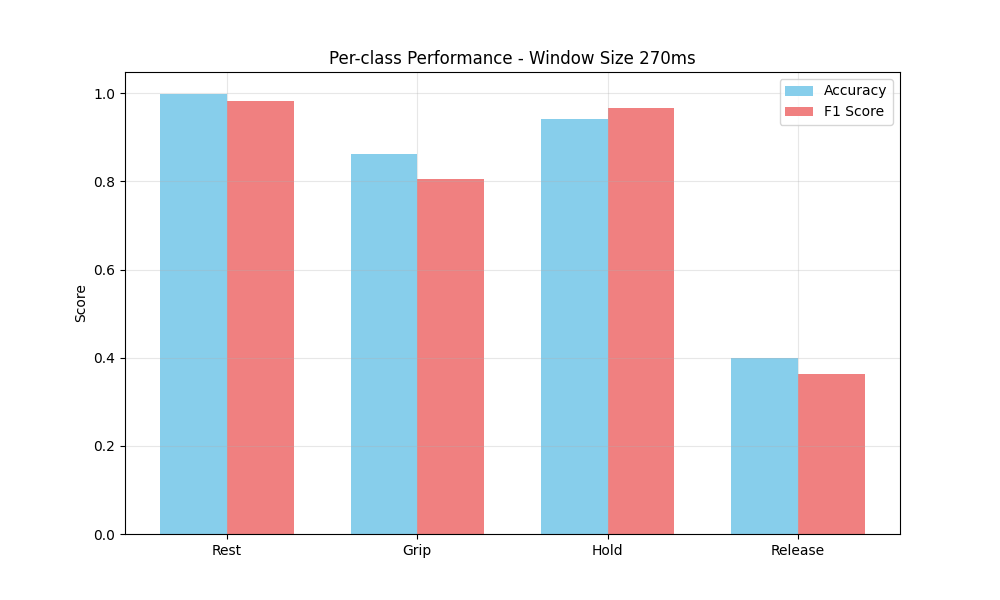 Per-class Performance - Window Size 270ms
Accuracy
F1 Score
1.0
0.8
0.6
0.4
0.2
0.0
Score
Rest Grip Hold Release